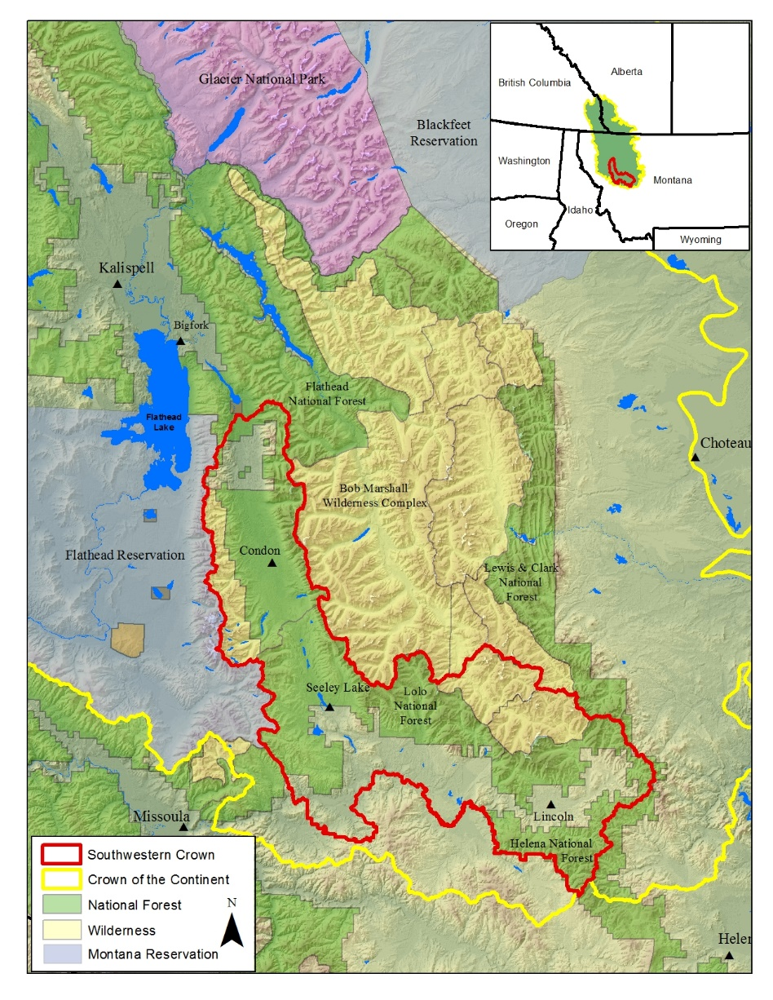 Glacier National Park
Blackfeet
Reservation
British Columbia
Alberta
Washington
Montana
Idaho
Oregon
Wyoming
Kalispell
Bigfork
Flathead
National Forest
Flathead
Lake
Choteau
Bob Marshall
Wilderness Complex
Condon
Flathead Reservation
Lewis & Clark
National
Forest
Seeley Lake
Lolo
National
Forest
Missoula
Lincoln
Helena National
Forest
Southwestern Crown
Crown of the Continent
National Forest
Wilderness
Montana Reservation
N
Heler